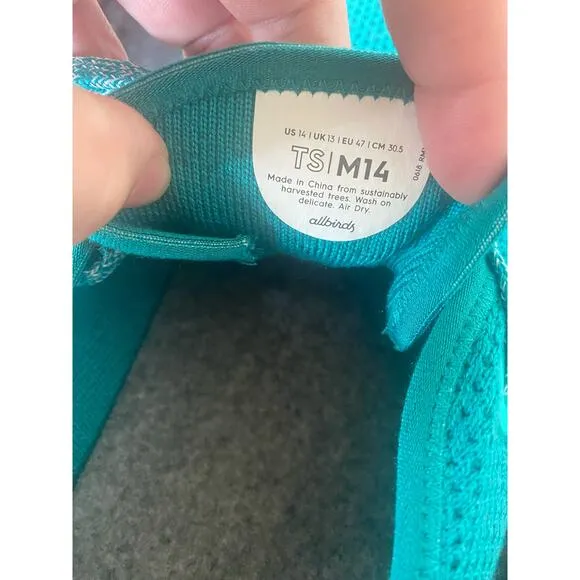 US 14 | UK 13 | EU 47 | CM 30.5
TS | M14
Made in China from sustainably
harvested trees. Wash on
delicate. Air Dry.
allbirds
0618